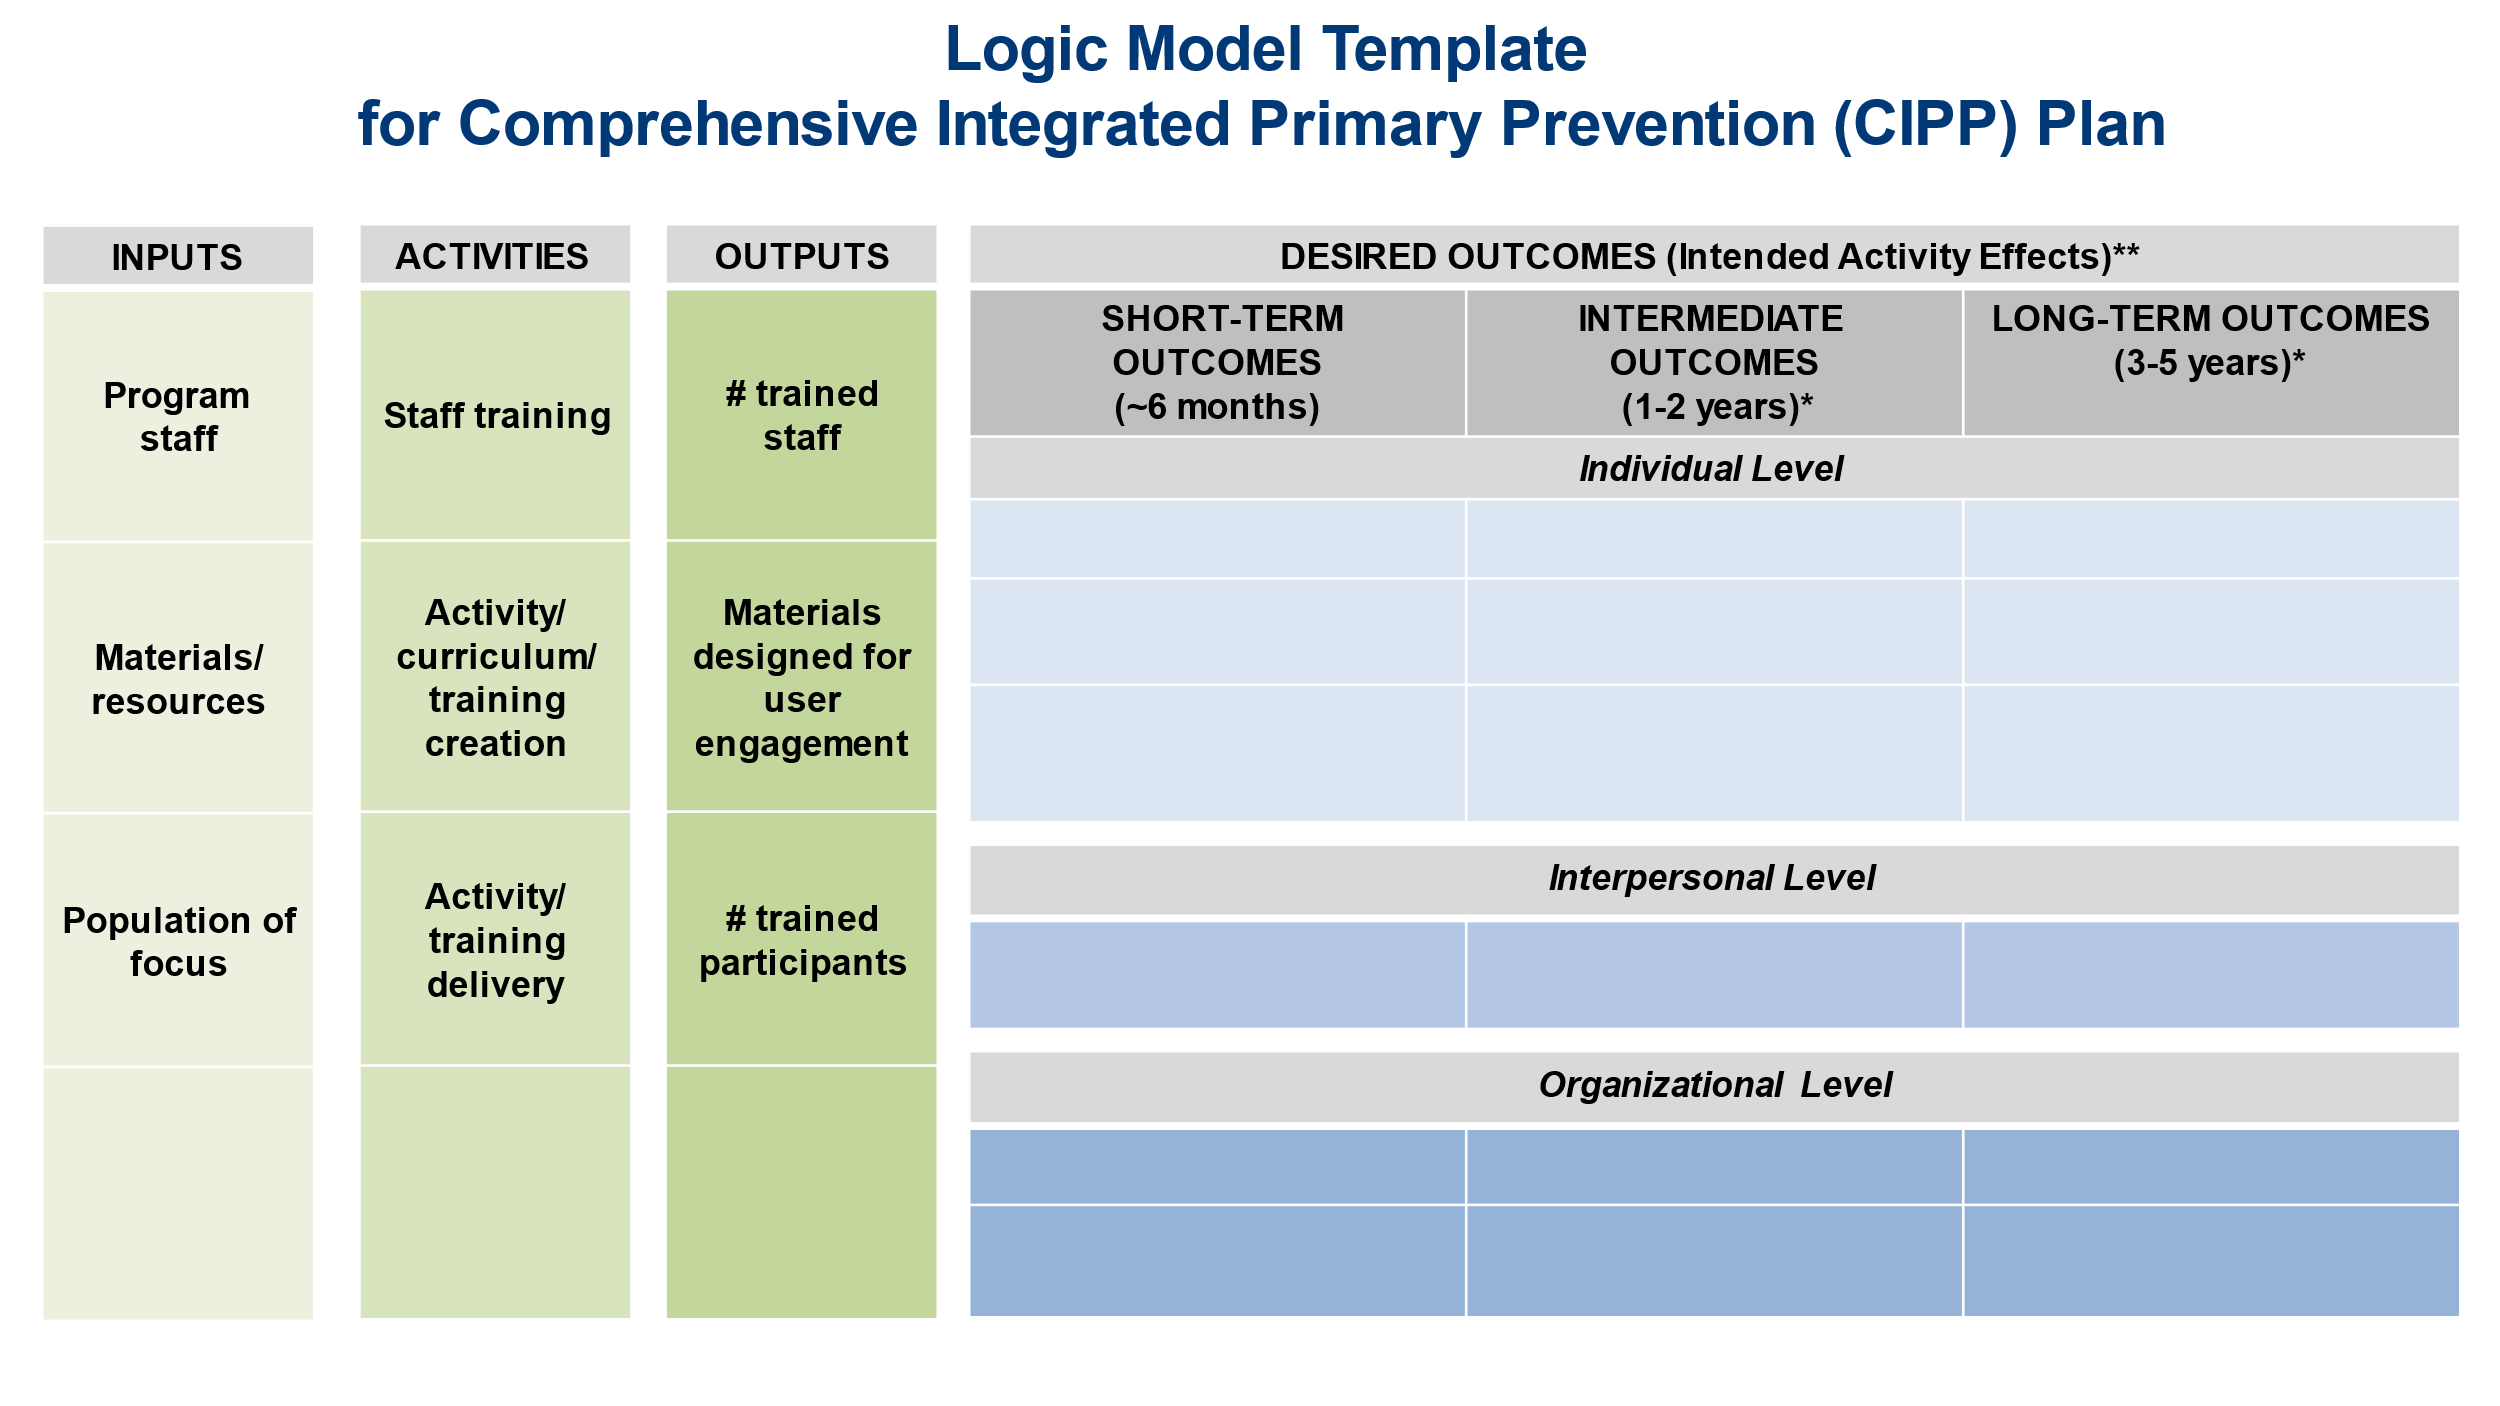 Logic Model Template
for Comprehensive Integrated Primary Prevention (CIPP) Plan
INPUTS
Program
staff
Materials/
resources
Population of
focus
ACTIVITIES
Staff training
Activity/
curriculum/
training
creation
Activity/
training
delivery
OUTPUTS
# trained
staff
Materials
designed for
user
engagement
# trained
participants
DESIRED OUTCOMES (Intended Activity Effects)**
SHORT-TERM
OUTCOMES
(~6 months)
INTERMEDIATE
OUTCOMES
(1-2 years)*
LONG-TERM OUTCOMES
(3-5 years)*
Individual Level
Interpersonal Level
Organizational Level